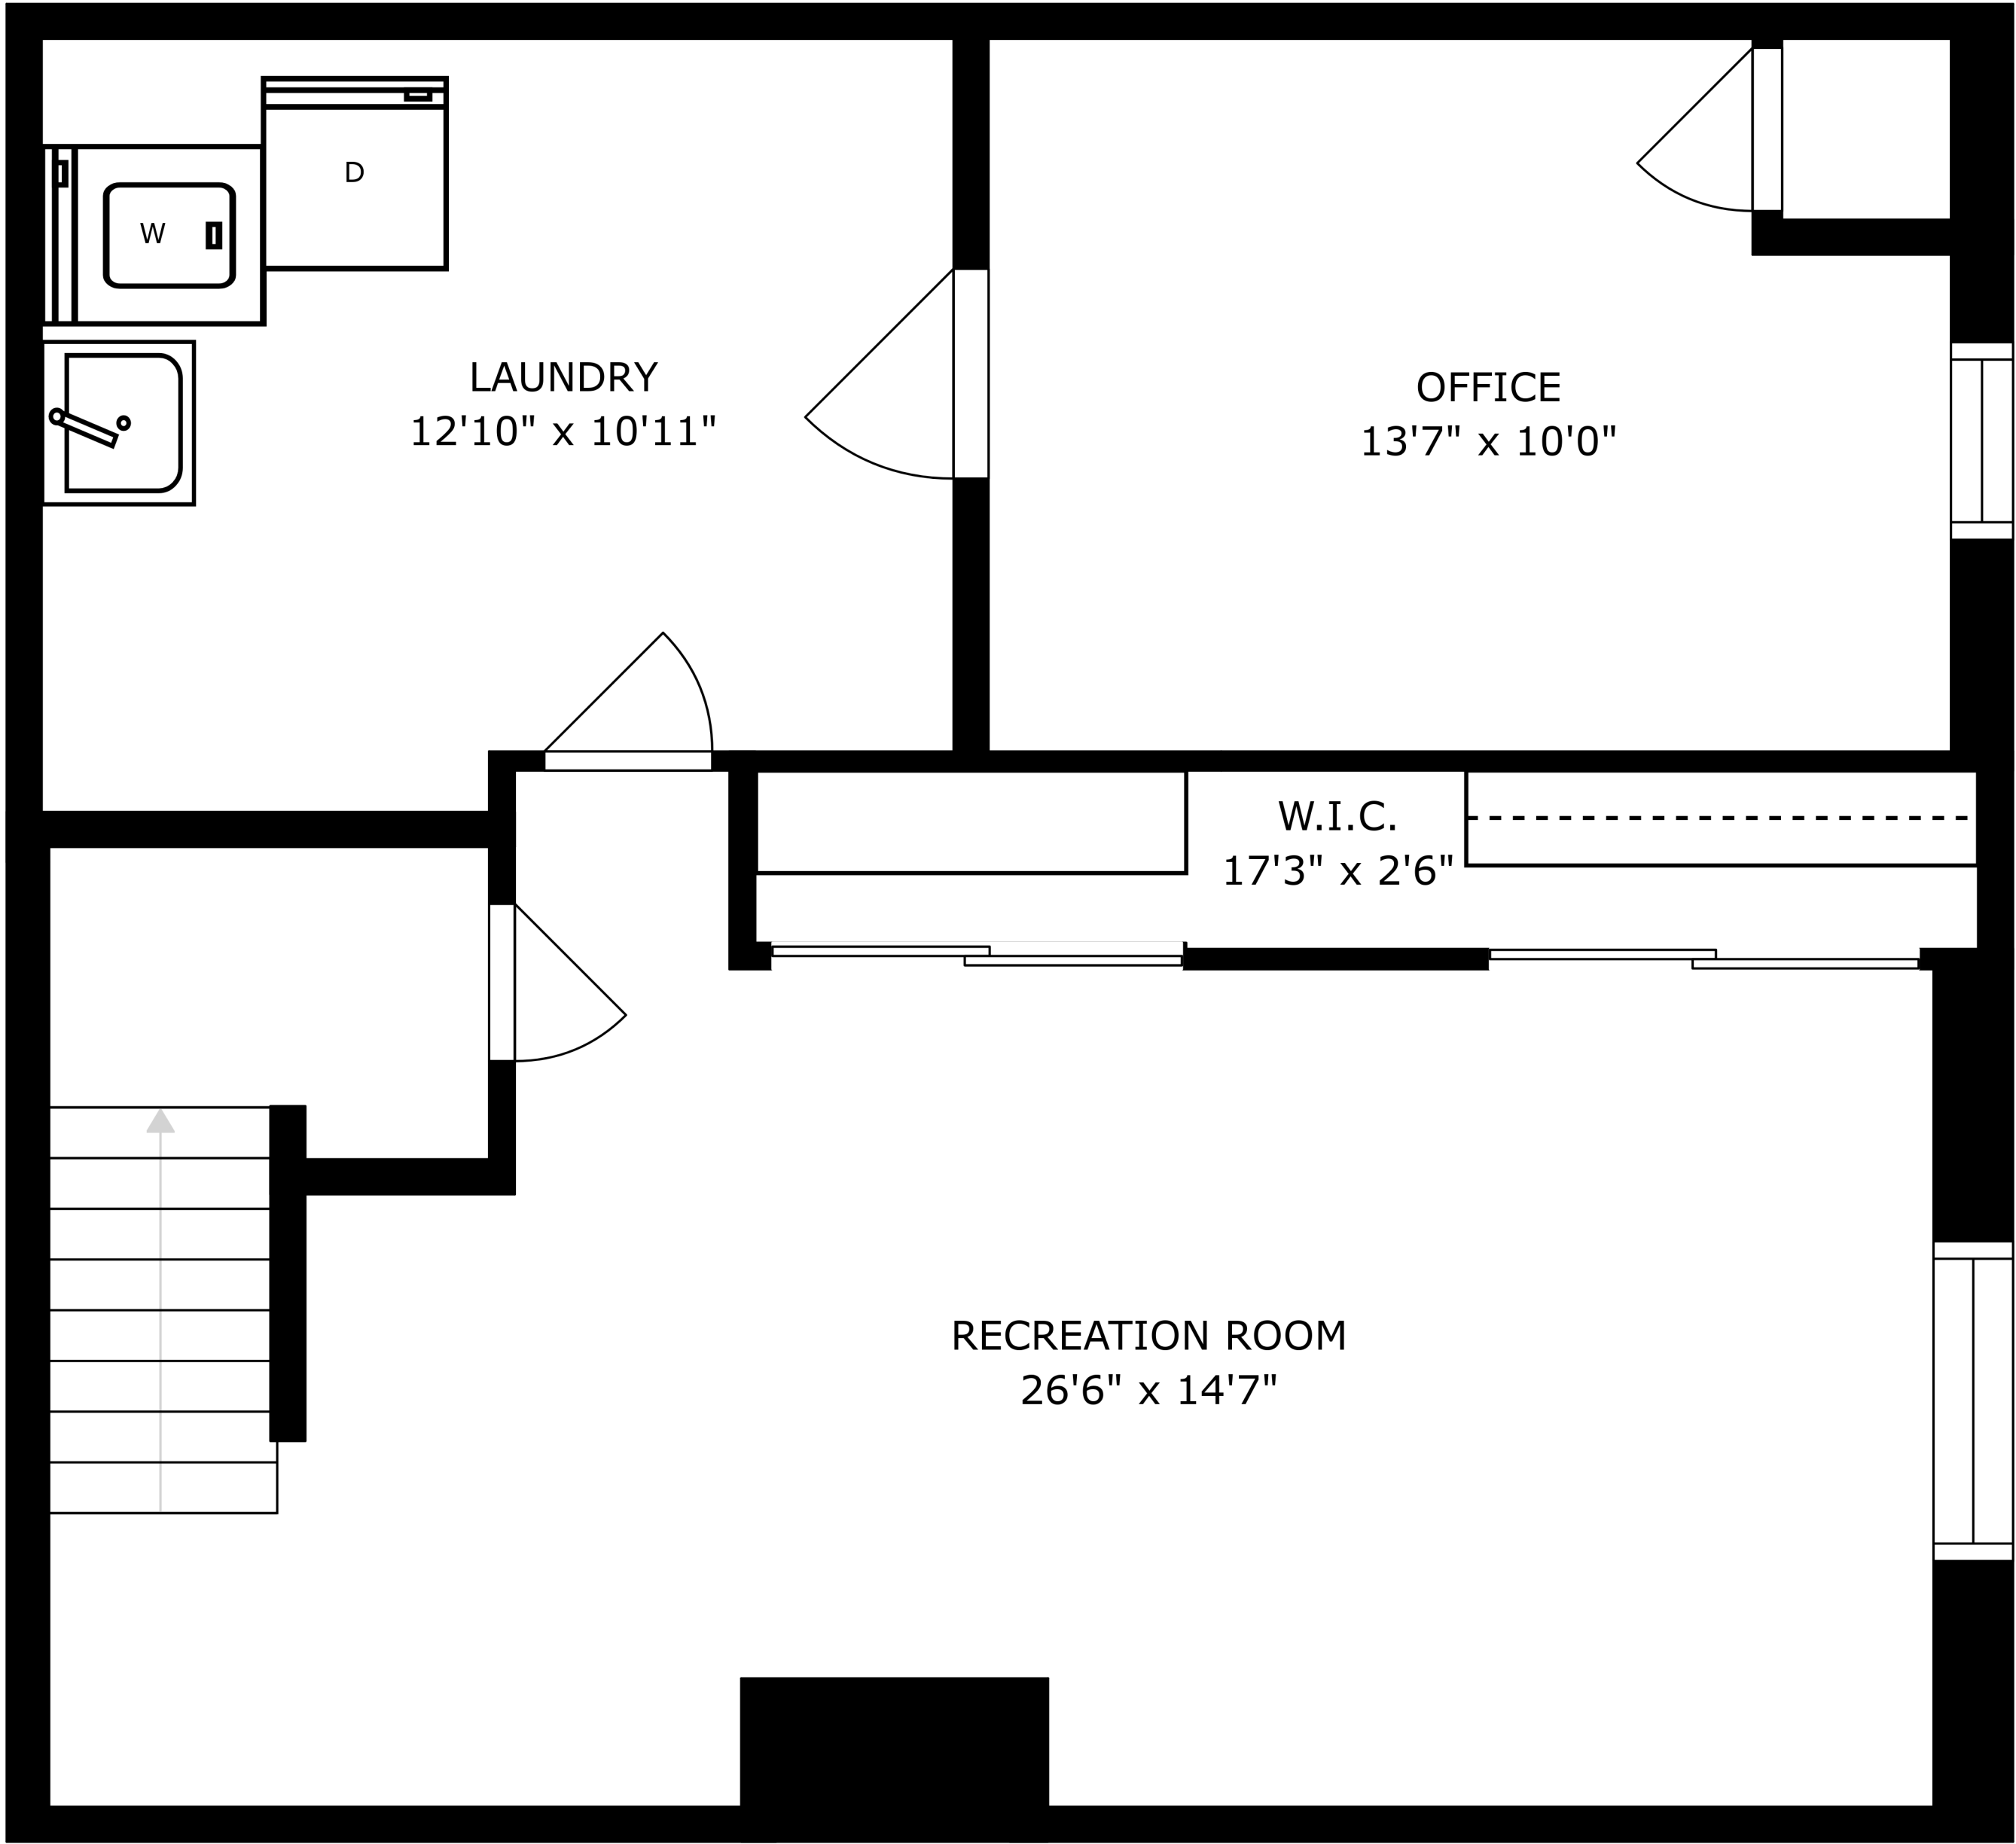 D
W
LAUNDRY
12'10" x 10'11"
OFFICE
13'7" x 10'0"
W.I.C.
17'3" x 2'6"
RECREATION ROOM
26'6" x 14'7"